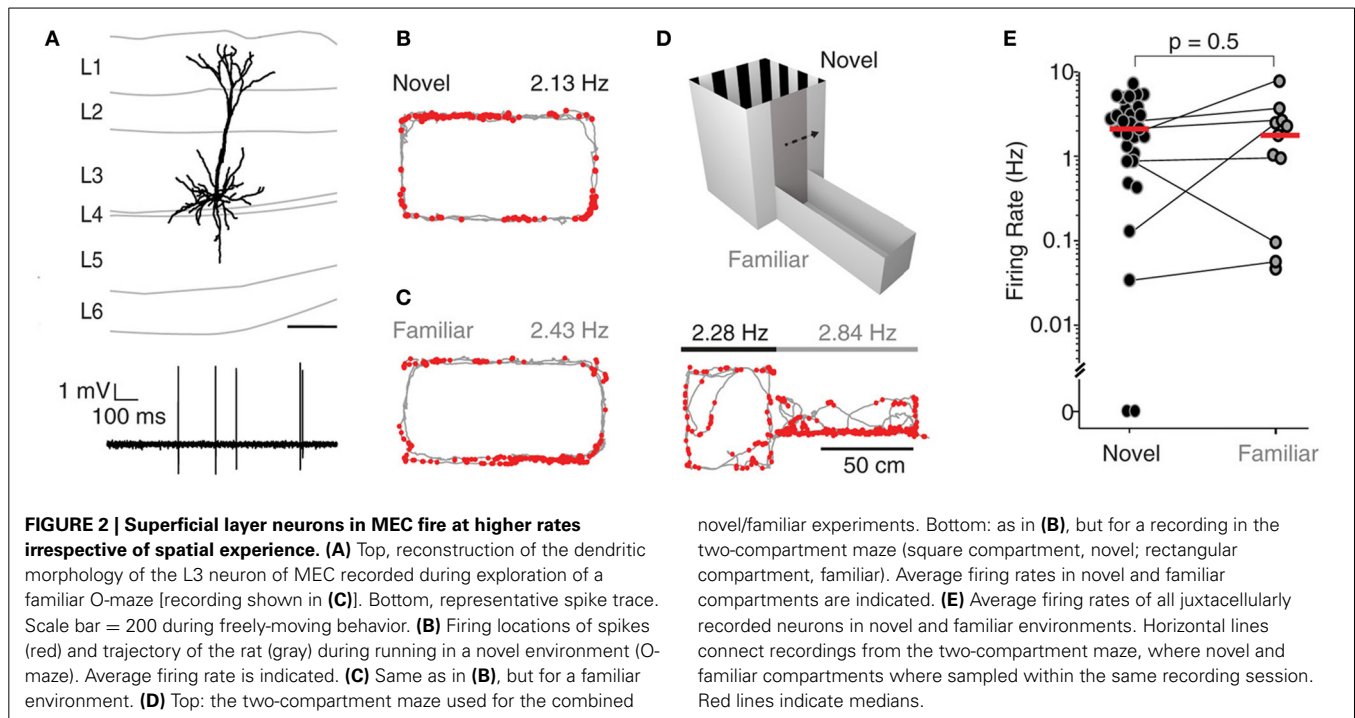 A
L1
L2
L3
L4
L5
L6
1 mV
100 ms
B
Novel 2.13 Hz
C
Familiar 2.43 Hz
D
Novel
Familiar
2.28 Hz 2.84 Hz
50 cm
E
p = 0.5
Firing Rate (Hz)
10
1
0.1
0.01
0
Novel Familiar
FIGURE 2 | Superficial layer neurons in MEC fire at higher rates
irrespective of spatial experience. (A) Top, reconstruction of the dendritic
morphology of the L3 neuron of MEC recorded during exploration of a
familiar O-maze [recording shown in (C)]. Bottom, representative spike trace.
Scale bar = 200 during freely-moving behavior. (B) Firing locations of spikes
(red) and trajectory of the rat (gray) during running in a novel environment (O-
maze). Average firing rate is indicated. (C) Same as in (B), but for a familiar
environment. (D) Top: the two-compartment maze used for the combined
novel/familiar experiments. Bottom: as in (B), but for a recording in the
two-compartment maze (square compartment, novel; rectangular
compartment, familiar). Average firing rates in novel and familiar
compartments are indicated. (E) Average firing rates of all juxtacellularly
recorded neurons in novel and familiar environments. Horizontal lines
connect recordings from the two-compartment maze, where novel and
familiar compartments where sampled within the same recording session.
Red lines indicate medians.